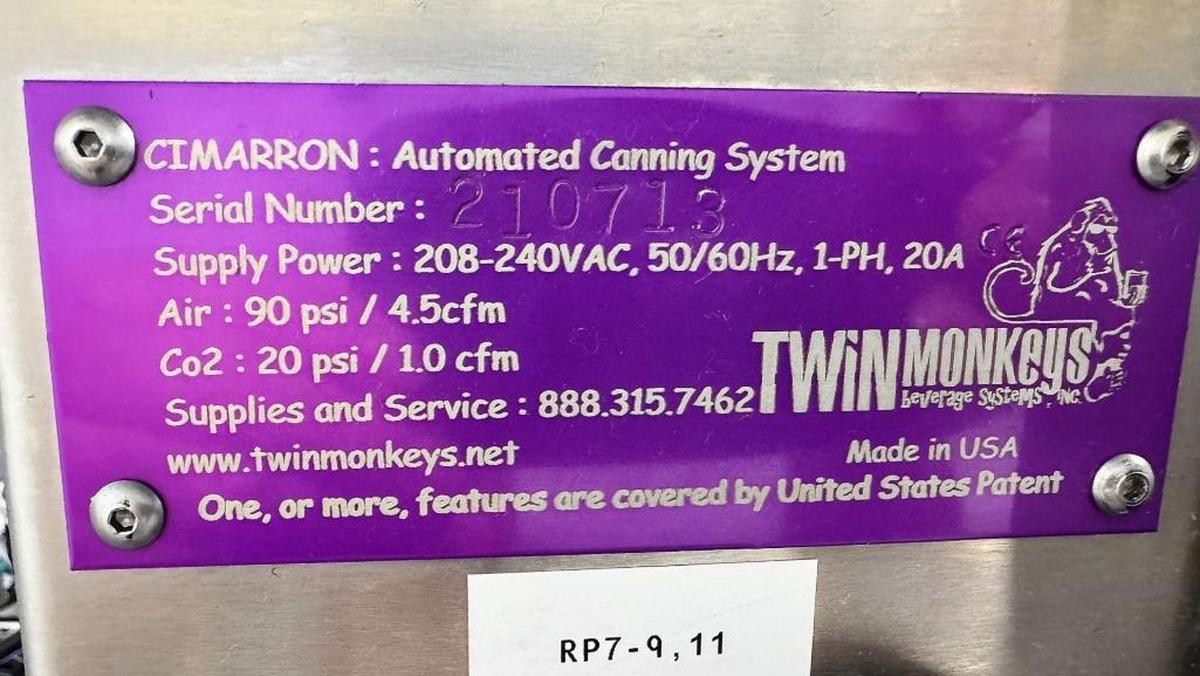 CIMARRON : Automated Canning System
Serial Number : 210713
Supply Power : 208-240VAC, 50/60Hz, 1-PH, 20A
CE
Air : 90 psi / 4.5cfm
Co2 : 20 psi / 1.0 cfm
TWiNMONKeys
Beverage Systems, INC.
Supplies and Service : 888.315.7462
www.twinmonkeys.net
Made in USA
One, or more, features are covered by United States Patent
RP7-9,11